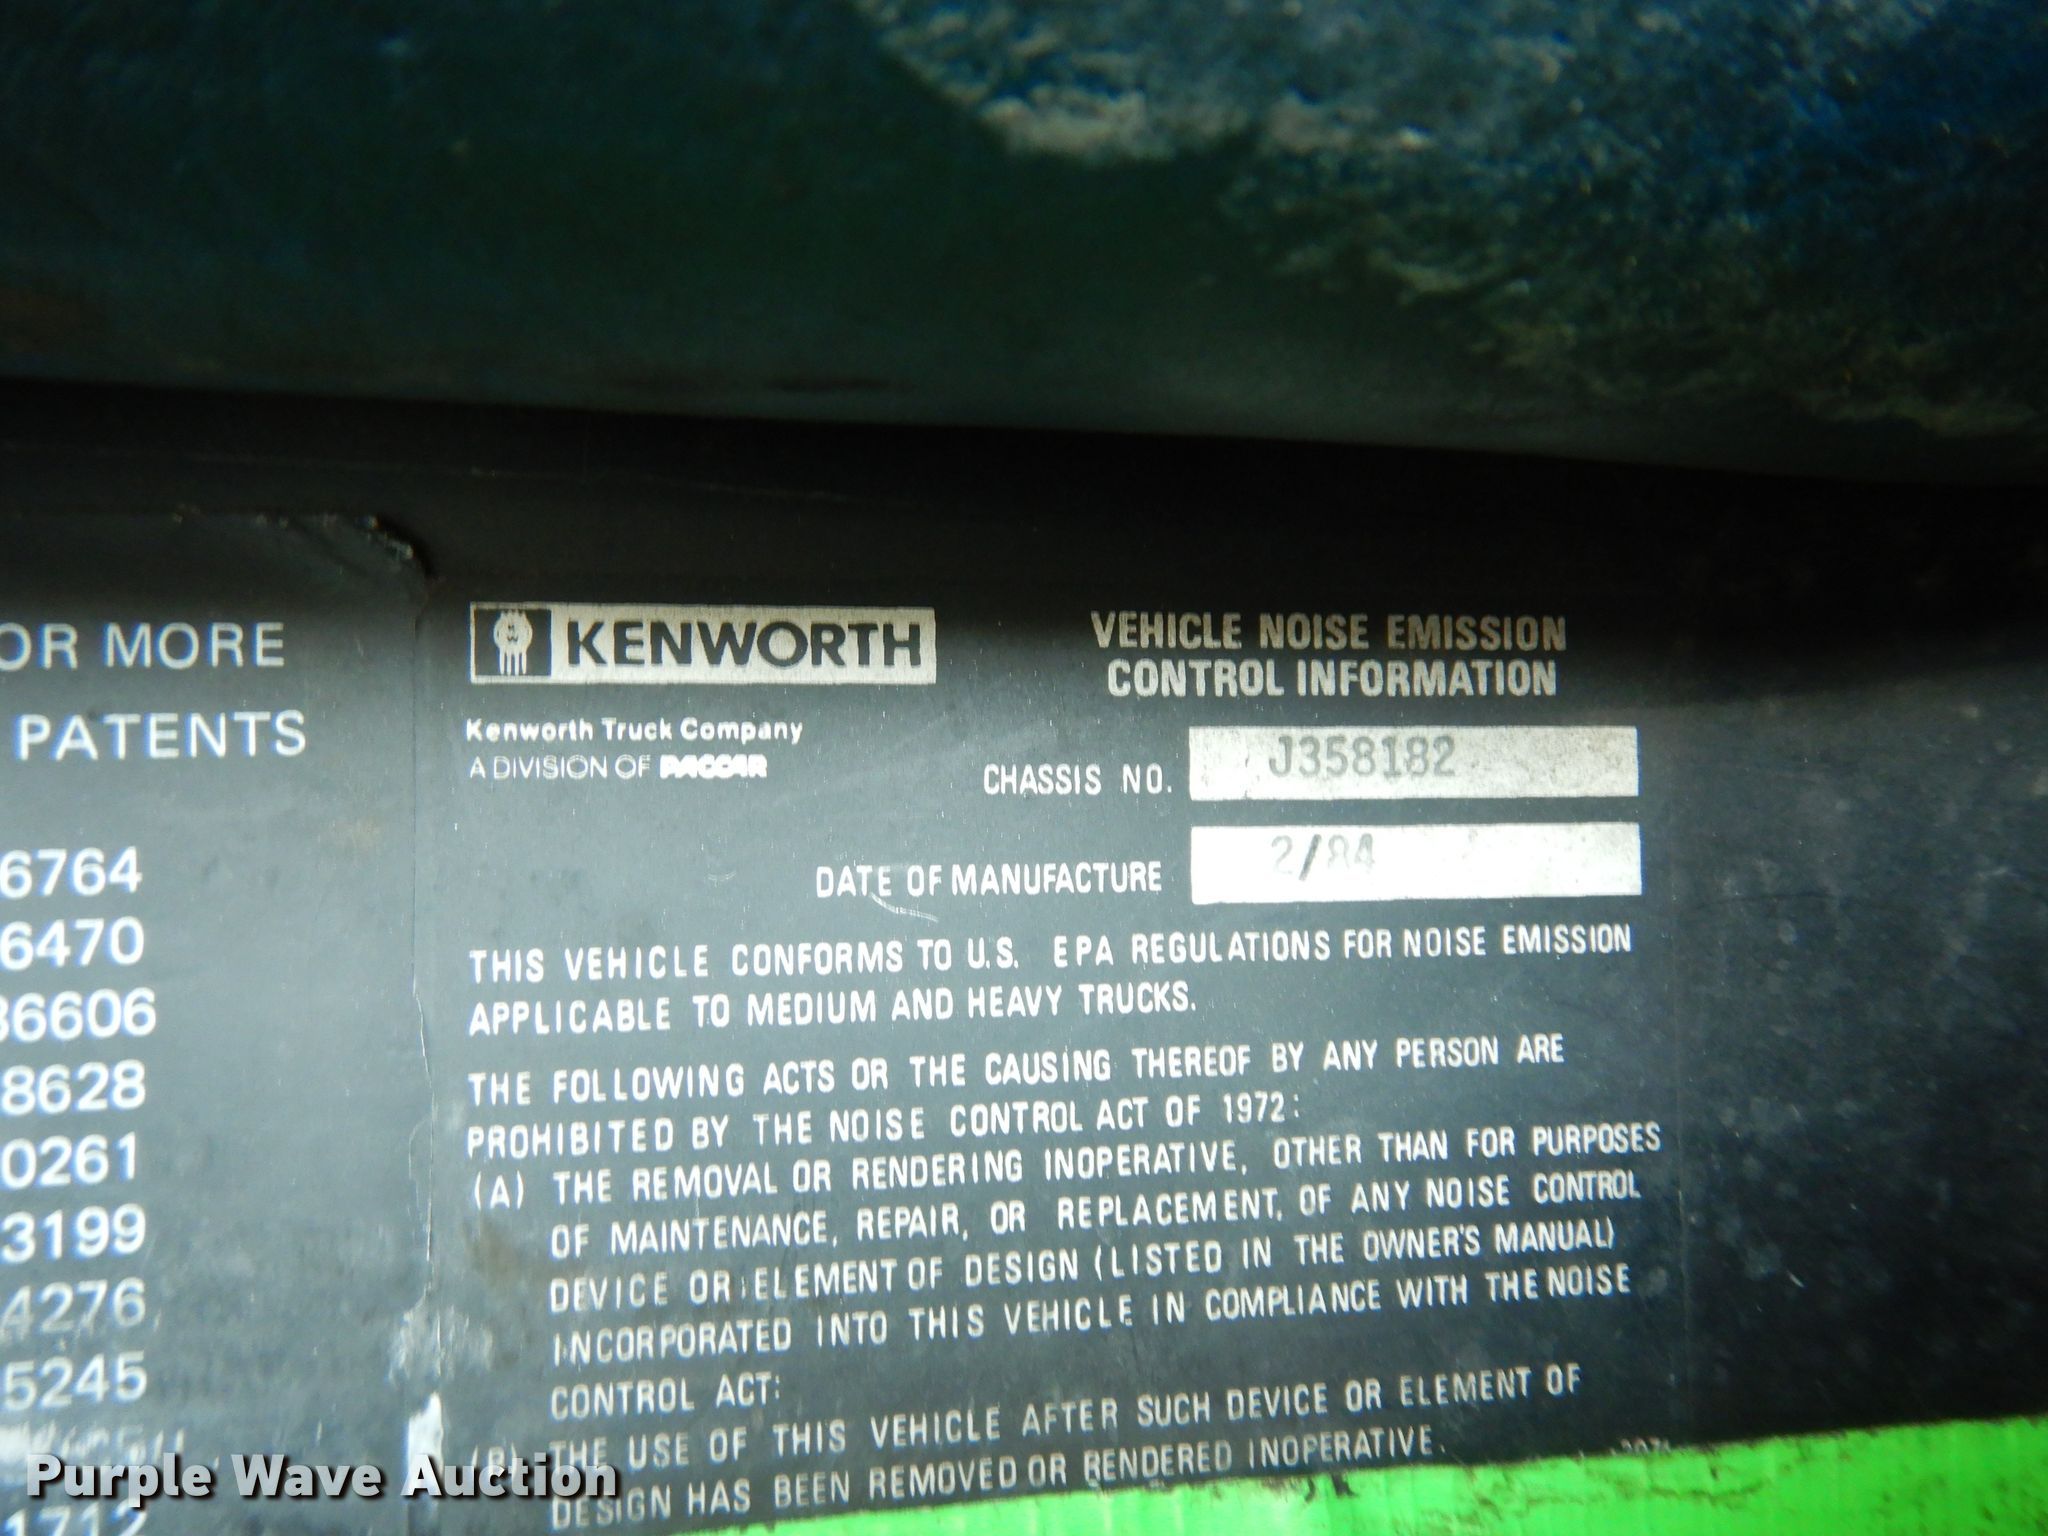 OR MORE
PATENTS
6764
6470
36606
8628
0261
3199
4276
5245
1712
KENWORTH
Kenworth Truck Company
A DIVISION OF PACCAR
VEHICLE NOISE EMISSION
CONTROL INFORMATION
CHASSIS NO. J358182
DATE OF MANUFACTURE 2/84
THIS VEHICLE CONFORMS TO U.S. EPA REGULATIONS FOR NOISE EMISSION
APPLICABLE TO MEDIUM AND HEAVY TRUCKS.
THE FOLLOWING ACTS OR THE CAUSING THEREOF BY ANY PERSON ARE
PROHIBITED BY THE NOISE CONTROL ACT OF 1972:
(A) THE REMOVAL OR RENDERING INOPERATIVE, OTHER THAN FOR PURPOSES
OF MAINTENANCE, REPAIR, OR REPLACEMENT, OF ANY NOISE CONTROL
DEVICE OR ELEMENT OF DESIGN (LISTED IN THE OWNER'S MANUAL)
INCORPORATED INTO THIS VEHICLE IN COMPLIANCE WITH THE NOISE
CONTROL ACT:
(B) THE USE OF THIS VEHICLE AFTER SUCH DEVICE OR ELEMENT OF
DESIGN HAS BEEN REMOVED OR RENDERED INOPERATIVE.
Purple Wave Auction